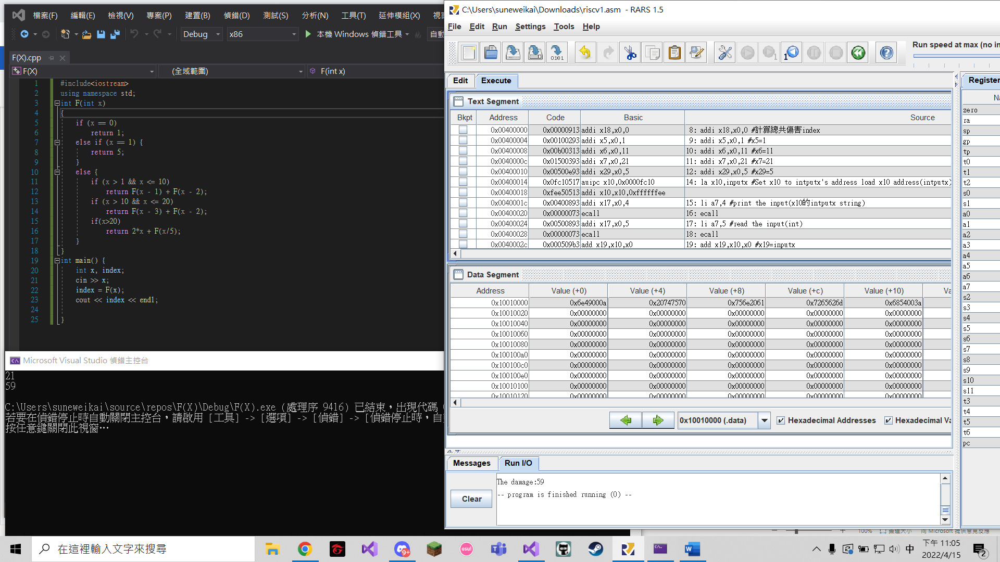 檔案(F) 編輯(E) 檢視(V) 專案(P) 建置(B) 偵錯(D) 測試(S) 分析(N) 工具(T) 延伸模組(X)
Debug x86 本機 Windows 偵錯工具 自動
F(X).cpp
F(X) (全域範圍) F(int x)
1 #include<iostream>
2 using namespace std;
3 int F(int x)
4 {
5 if (x == 0)
6 return 1;
7 else if (x == 1) {
8 return 5;
9 }
10 else {
11 if (x > 1 && x <= 10)
12 return F(x - 1) + F(x - 2);
13 if (x > 10 && x <= 20)
14 return F(x - 3) + F(x - 2);
15 if(x>20)
16 return 2*x + F(x/5);
17 }
18 }
19 int main() {
20 int x, index;
21 cin >> x;
22 index = F(x);
23 cout << index << endl;
24
25 }
Microsoft Visual Studio 偵錯主控台
21
59
C:\Users\suneweikai\source\repos\F(X)\Debug\F(X).exe (處理序 9416) 已結束，出現代碼
若要在偵錯停止時自動關閉主控台，請啟用 [工具] -> [選項] -> [偵錯] -> [偵錯停止時，自
按任意鍵關閉此視窗…
C:\Users\suneweikai\Downloads\riscv1.asm - RARS 1.5
File Edit Run Settings Tools Help
Run speed at max (no in
Edit Execute
Text Segment
Bkpt Address Code Basic Source
0x00400000 0x00000913 addi x18,x0,0 8: addi x18,x0,0 #計算總共傷害index
0x00400004 0x00100293 addi x5,x0,1 9: addi x5,x0,1 #x5=1
0x00400008 0x00b00313 addi x6,x0,11 10: addi x6,x0,11 #x6=11
0x0040000c 0x01500393 addi x7,x0,21 11: addi x7,x0,21 #x7=21
0x00400010 0x00500e93 addi x29,x0,5 12: addi x29,x0,5 #x29=5
0x00400014 0x0fc10517 auipc x10,0x0000fc10 14: la x10,inputx #Set x10 to intputx's address load x10 address(intputx)
0x00400018 0xfee50513 addi x10,x10,0xffffffee
0x0040001c 0x00400893 addi x17,x0,4 15: li a7,4 #print the input(x10的intputx string)
0x00400020 0x00000073 ecall 16: ecall
0x00400024 0x00500893 addi x17,x0,5 17: li a7,5 #read the input(int)
0x00400028 0x00000073 ecall 18: ecall
0x0040002c 0x000509b3 add x19,x10,x0 19: add x19,x10,x0 #x19=inputx
Data Segment
Address Value (+0) Value (+4) Value (+8) Value (+c) Value (+10) Va
0x10010000 0x6e49000a 0x20747570 0x756e2061 0x7265626d 0x6854003a
0x10010020 0x00000000 0x00000000 0x00000000 0x00000000 0x00000000
0x10010040 0x00000000 0x00000000 0x00000000 0x00000000 0x00000000
0x10010060 0x00000000 0x00000000 0x00000000 0x00000000 0x00000000
0x10010080 0x00000000 0x00000000 0x00000000 0x00000000 0x00000000
0x100100a0 0x00000000 0x00000000 0x00000000 0x00000000 0x00000000
0x100100c0 0x00000000 0x00000000 0x00000000 0x00000000 0x00000000
0x100100e0 0x00000000 0x00000000 0x00000000 0x00000000 0x00000000
0x10010100 0x00000000 0x00000000 0x00000000 0x00000000 0x00000000
0x10010120 0x00000000 0x00000000 0x00000000 0x00000000 0x00000000
0x10010000 (.data) Hexadecimal Addresses Hexadecimal Va
Messages Run I/O
Clear
The damage:59
-- program is finished running (0) --
Register
Na
zero
ra
sp
gp
tp
t0
t1
t2
s0
s1
a0
a1
a2
a3
a4
a5
a6
a7
s2
s3
s4
s5
s6
s7
s8
s9
s10
s11
t3
t4
t5
t6
pc
100% 最適大小 向 Microsoft 提供意見反應
在這裡輸入文字來搜尋
9+
osu!
中
下午 11:05
2022/4/15
2